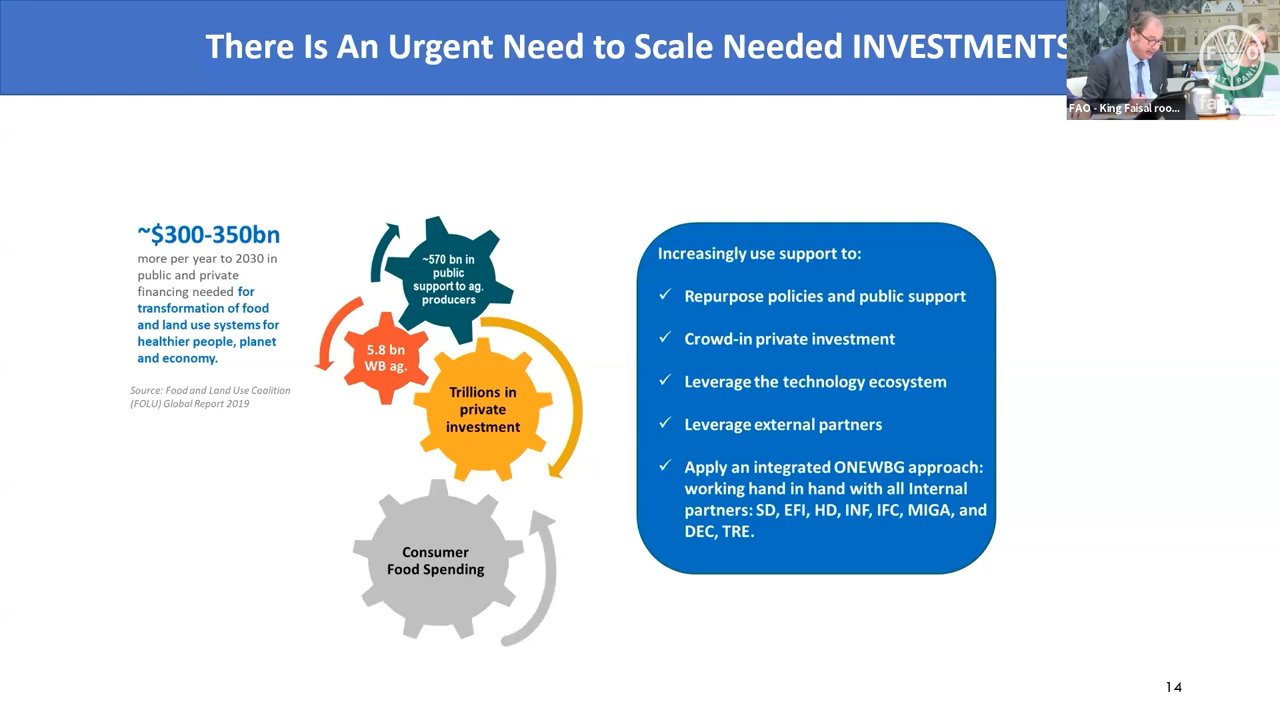 There Is An Urgent Need to Scale Needed INVESTMENTS
FAO - King Faisal roo...
~$300-350bn
more per year to 2030 in
public and private
financing needed for
transformation of food
and land use systems for
healthier people, planet
and economy.
Source: Food and Land Use Coalition
(FOLU) Global Report 2019
~570 bn in
public
support to ag.
producers
5.8 bn
WB ag.
Trillions in
private
investment
Consumer
Food Spending
Increasingly use support to:
✓ Repurpose policies and public support
✓ Crowd-in private investment
✓ Leverage the technology ecosystem
✓ Leverage external partners
✓ Apply an integrated ONEWBG approach:
working hand in hand with all Internal
partners: SD, EFI, HD, INF, IFC, MIGA, and
DEC, TRE.
14